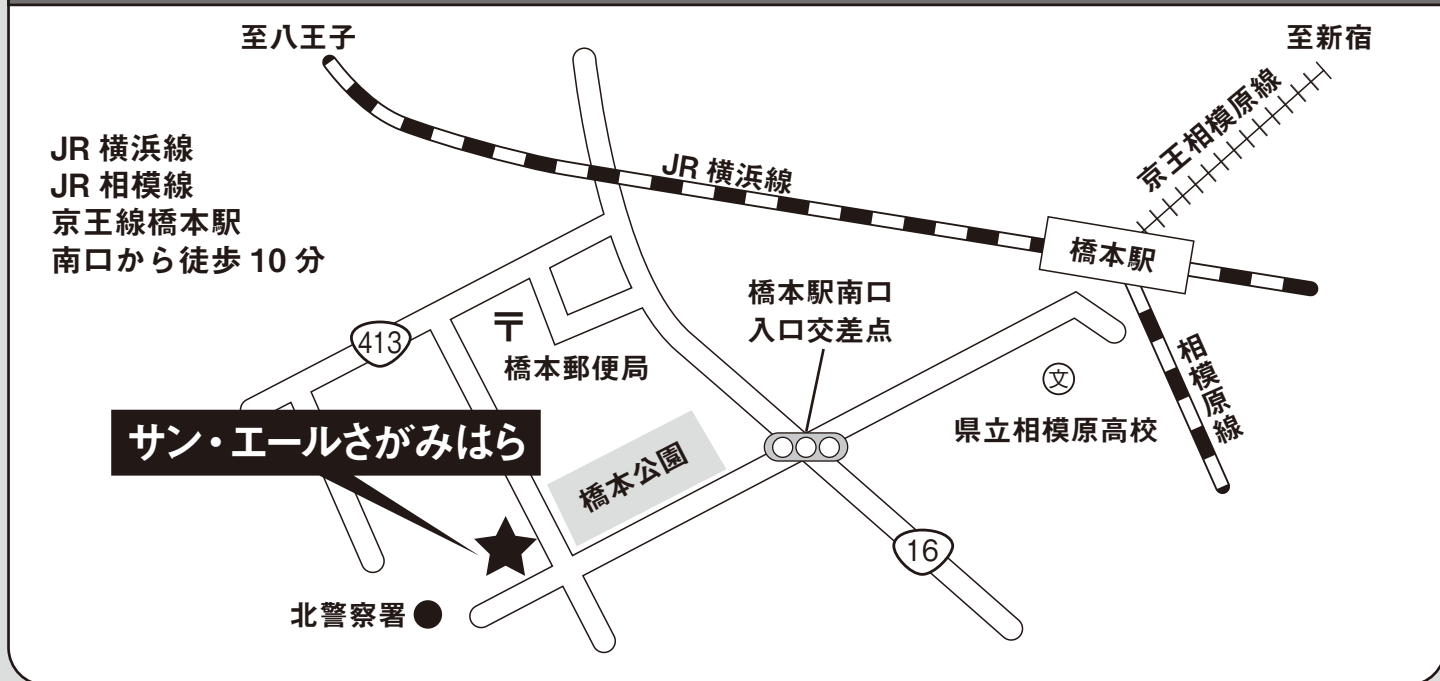 至八王子
至新宿
JR 横浜線
JR 相模線
京王線橋本駅
南口から徒歩 10 分
JR 横浜線
京王相模原線
橋本駅
橋本駅南口
入口交差点
413
〒
橋本郵便局
相模原線
文
県立相模原高校
サン・エールさがみはら
橋本公園
16
北警察署